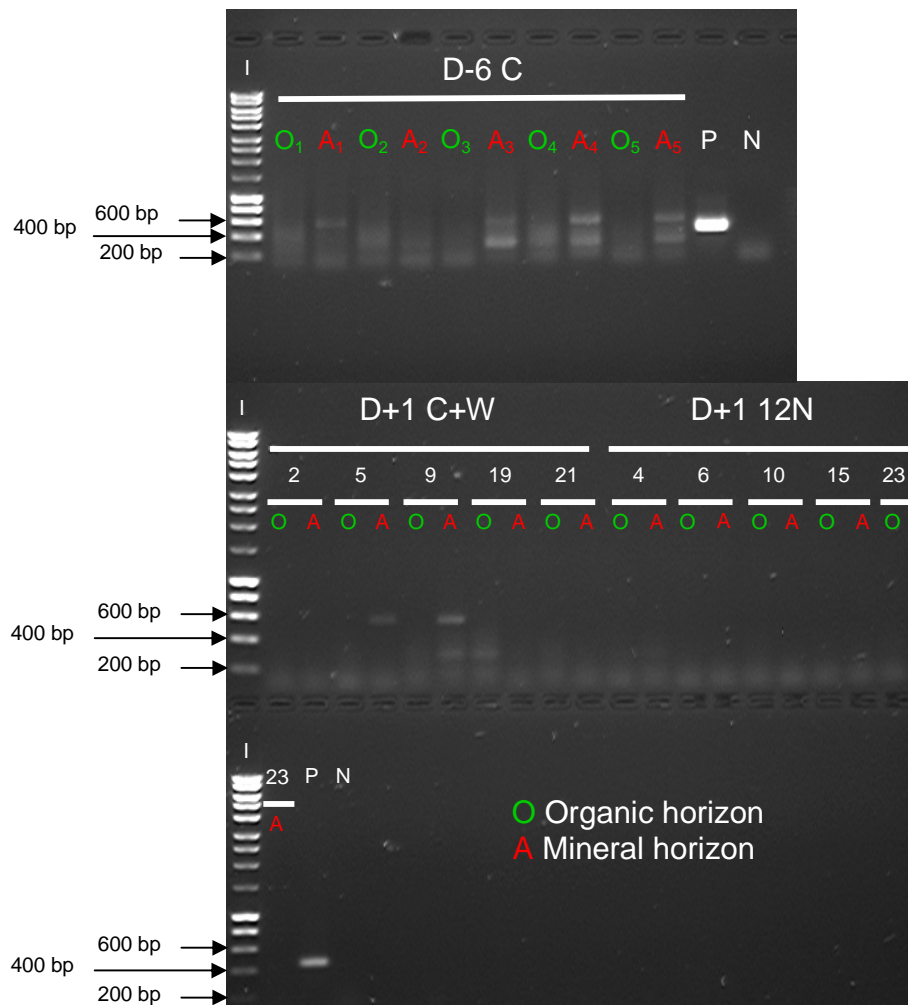 D-6 C
I
O₁ A₁ O₂ A₂ O₃ A₃ O₄ A₄ O₅ A₅ P N
600 bp
400 bp
200 bp
D+1 C+W D+1 12N
I
2 5 9 19 21 4 6 10 15 23
O A O A O A O A O A O A O A O A O A O
600 bp
400 bp
200 bp
I
23 P N
A
O Organic horizon
A Mineral horizon
600 bp
400 bp
200 bp